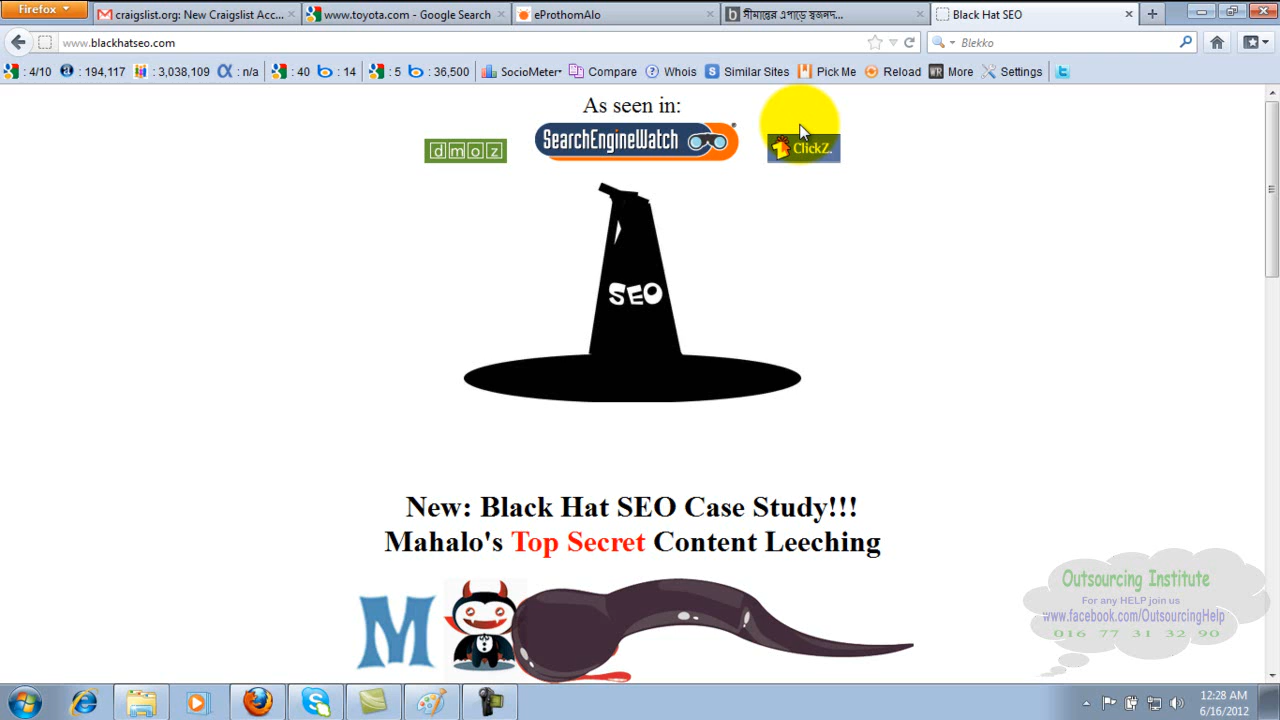 Firefox
craigslist.org: New Craigslist Acc...
www.toyota.com - Google Search
eProthomAlo
সীমান্তের এপাড়ে স্বজনদ...
Black Hat SEO
www.blackhatseo.com
Blekko
: 4/10
: 194,117
: 3,038,109
: n/a
: 40
: 14
: 5
: 36,500
SocioMeter
Compare
Whois
Similar Sites
Pick Me
Reload
WR More
Settings
As seen in:
dmoz
SearchEngineWatch
ClickZ.
SEO
New: Black Hat SEO Case Study!!!
Mahalo's Top Secret Content Leeching
M
Outsourcing Institute
For any HELP join us
www.facebook.com/OutsourcingHelp
016 77 31 32 90
12:28 AM
6/16/2012